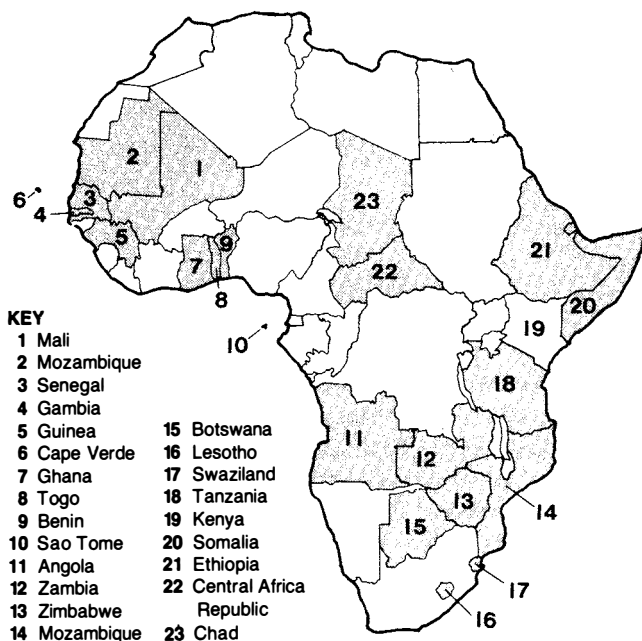 2
1
6
3
4
5
7
9
8
23
22
21
20
10
19
18
11
12
13
15
14
17
16
KEY
1 Mali
2 Mozambique
3 Senegal
4 Gambia
5 Guinea
6 Cape Verde
7 Ghana
8 Togo
9 Benin
10 Sao Tome
11 Angola
12 Zambia
13 Zimbabwe
14 Mozambique
15 Botswana
16 Lesotho
17 Swaziland
18 Tanzania
19 Kenya
20 Somalia
21 Ethiopia
22 Central Africa
Republic
23 Chad